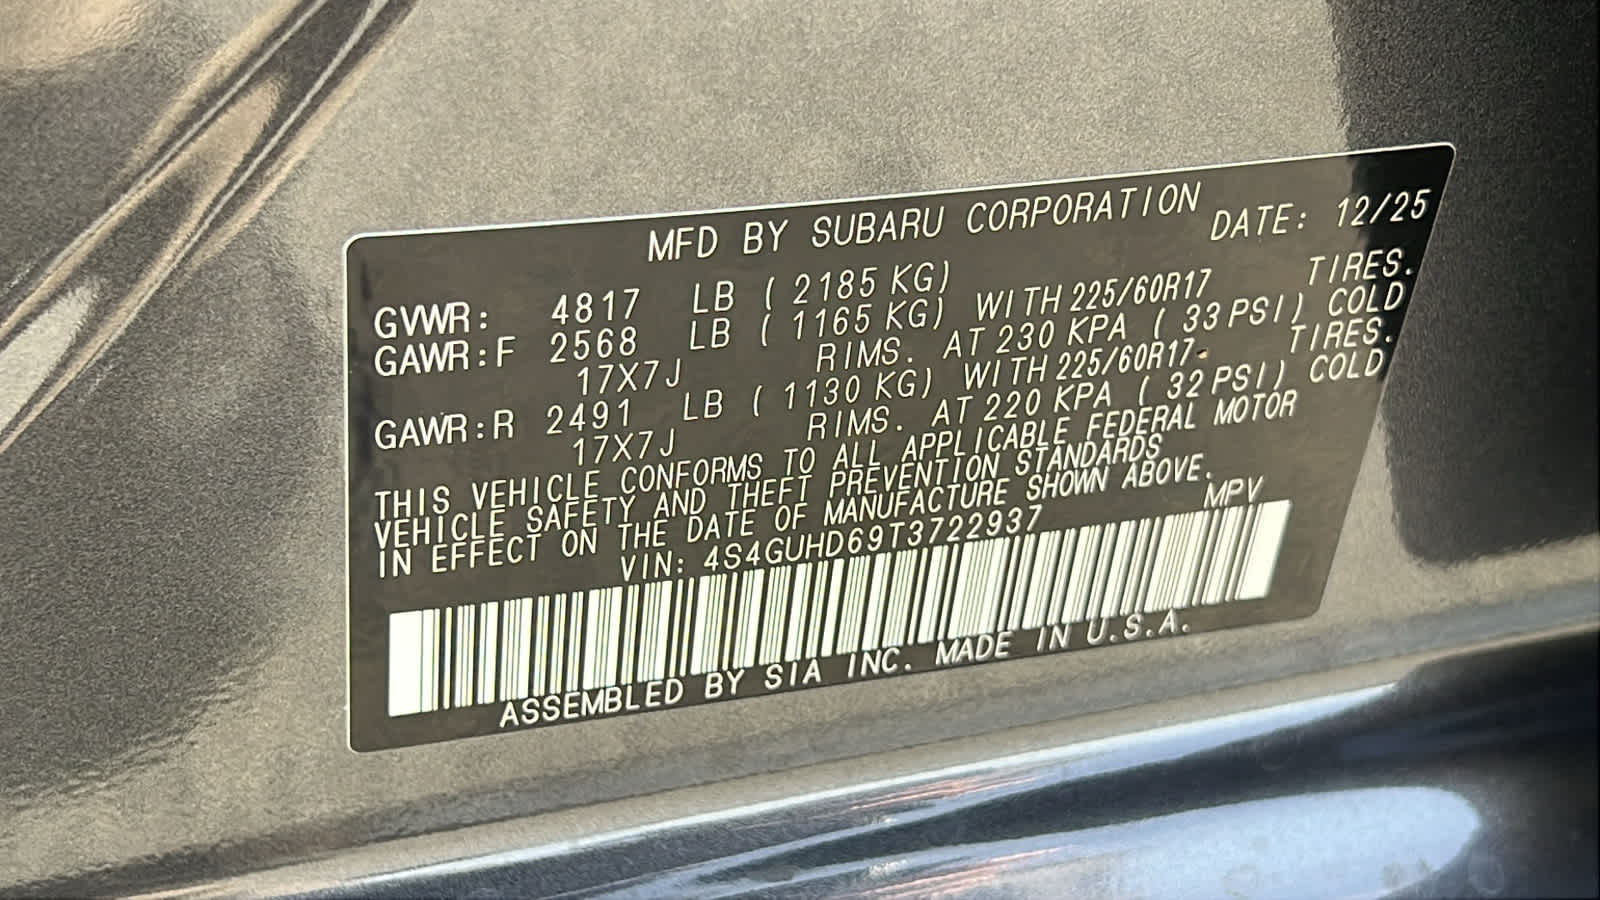 MFD BY SUBARU CORPORATION DATE: 12/25
GVWR: 4817 LB ( 2185 KG)
GAWR:F 2568 LB ( 1165 KG) WITH 225/60R17 TIRES.
17X7J RIMS. AT 230 KPA ( 33 PSI) COLD
GAWR:R 2491 LB ( 1130 KG) WITH 225/60R17 TIRES.
17X7J RIMS. AT 220 KPA ( 32 PSI) COLD
THIS VEHICLE CONFORMS TO ALL APPLICABLE FEDERAL MOTOR
VEHICLE SAFETY AND THEFT PREVENTION STANDARDS
IN EFFECT ON THE DATE OF MANUFACTURE SHOWN ABOVE.
VIN: 4S4GUHD69T3722937 MPV
ASSEMBLED BY SIA INC. MADE IN U.S.A.